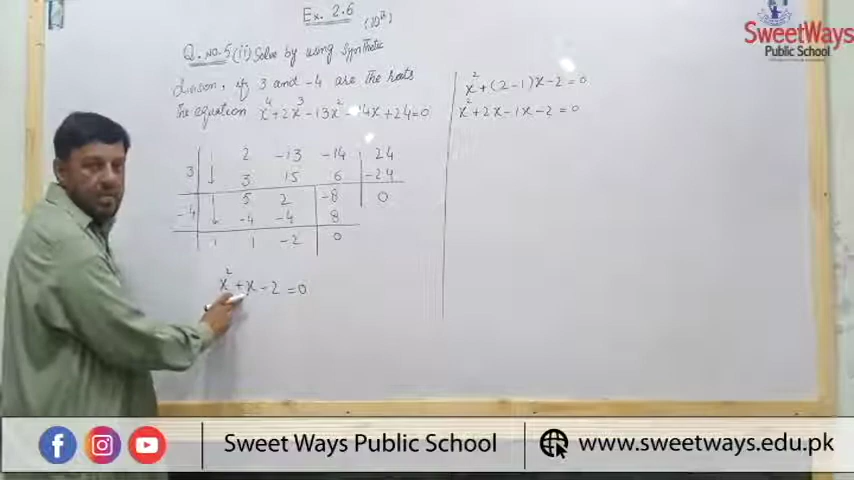 Ex. 2.6 (10th)
SweetWays
Public School
Q. No. 5 (ii) Solve by using Synthetic
division, if 3 and -4 are the roots
the equation x⁴+2x³-13x²-14x+24=0
3 | ↓ 2 -13 -14 24
3 15 6 -24
-4 | ↓ 5 2 -8 0
-4 -4 8
1 1 -2 0
x²+x-2=0
x²+(2-1)x-2=0
x²+2x-1x-2=0
Sweet Ways Public School
www.sweetways.edu.pk